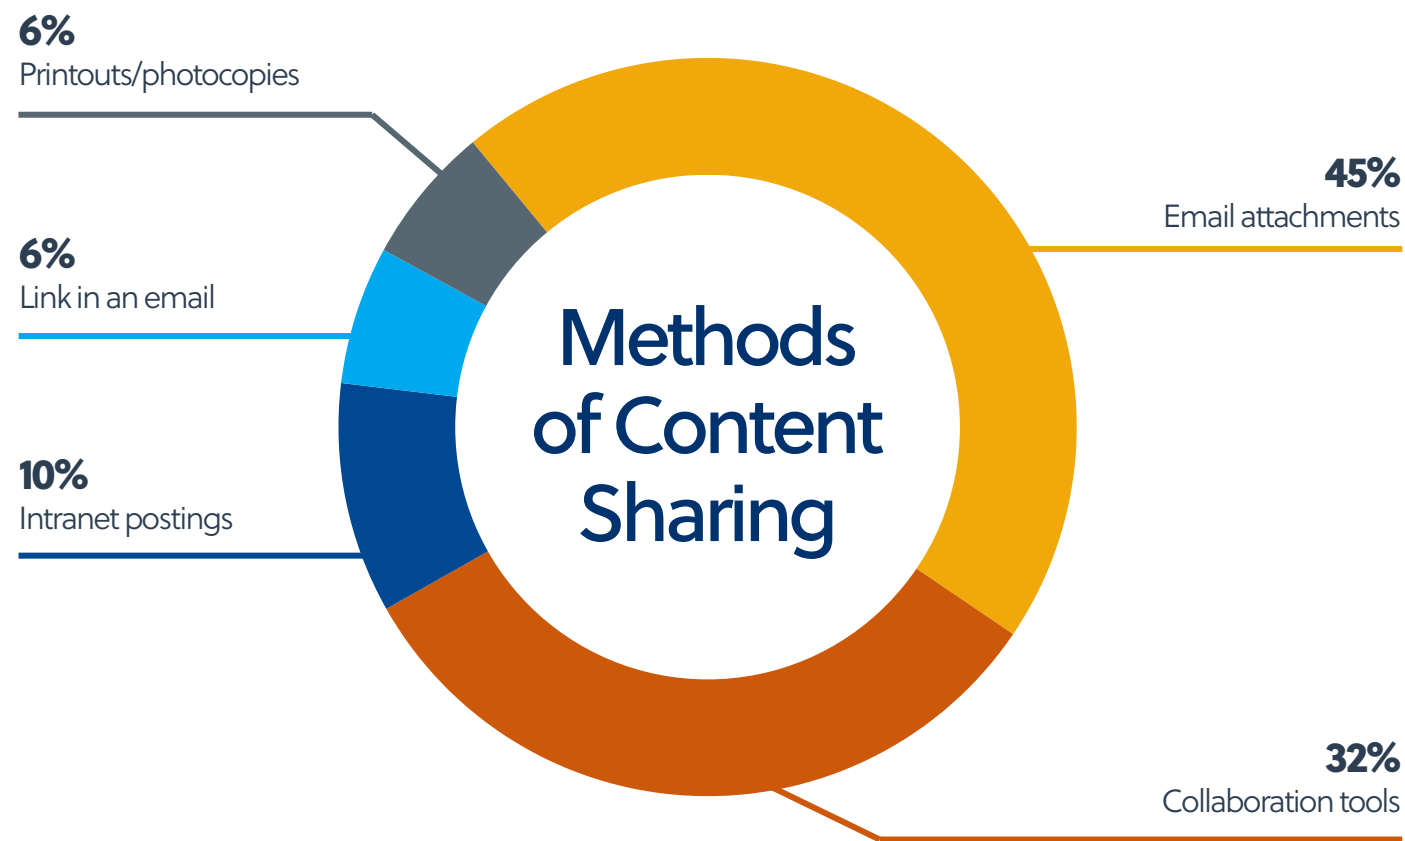 6%
Printouts/photocopies
45%
Email attachments
6%
Link in an email
Methods
of Content
Sharing
10%
Intranet postings
32%
Collaboration tools